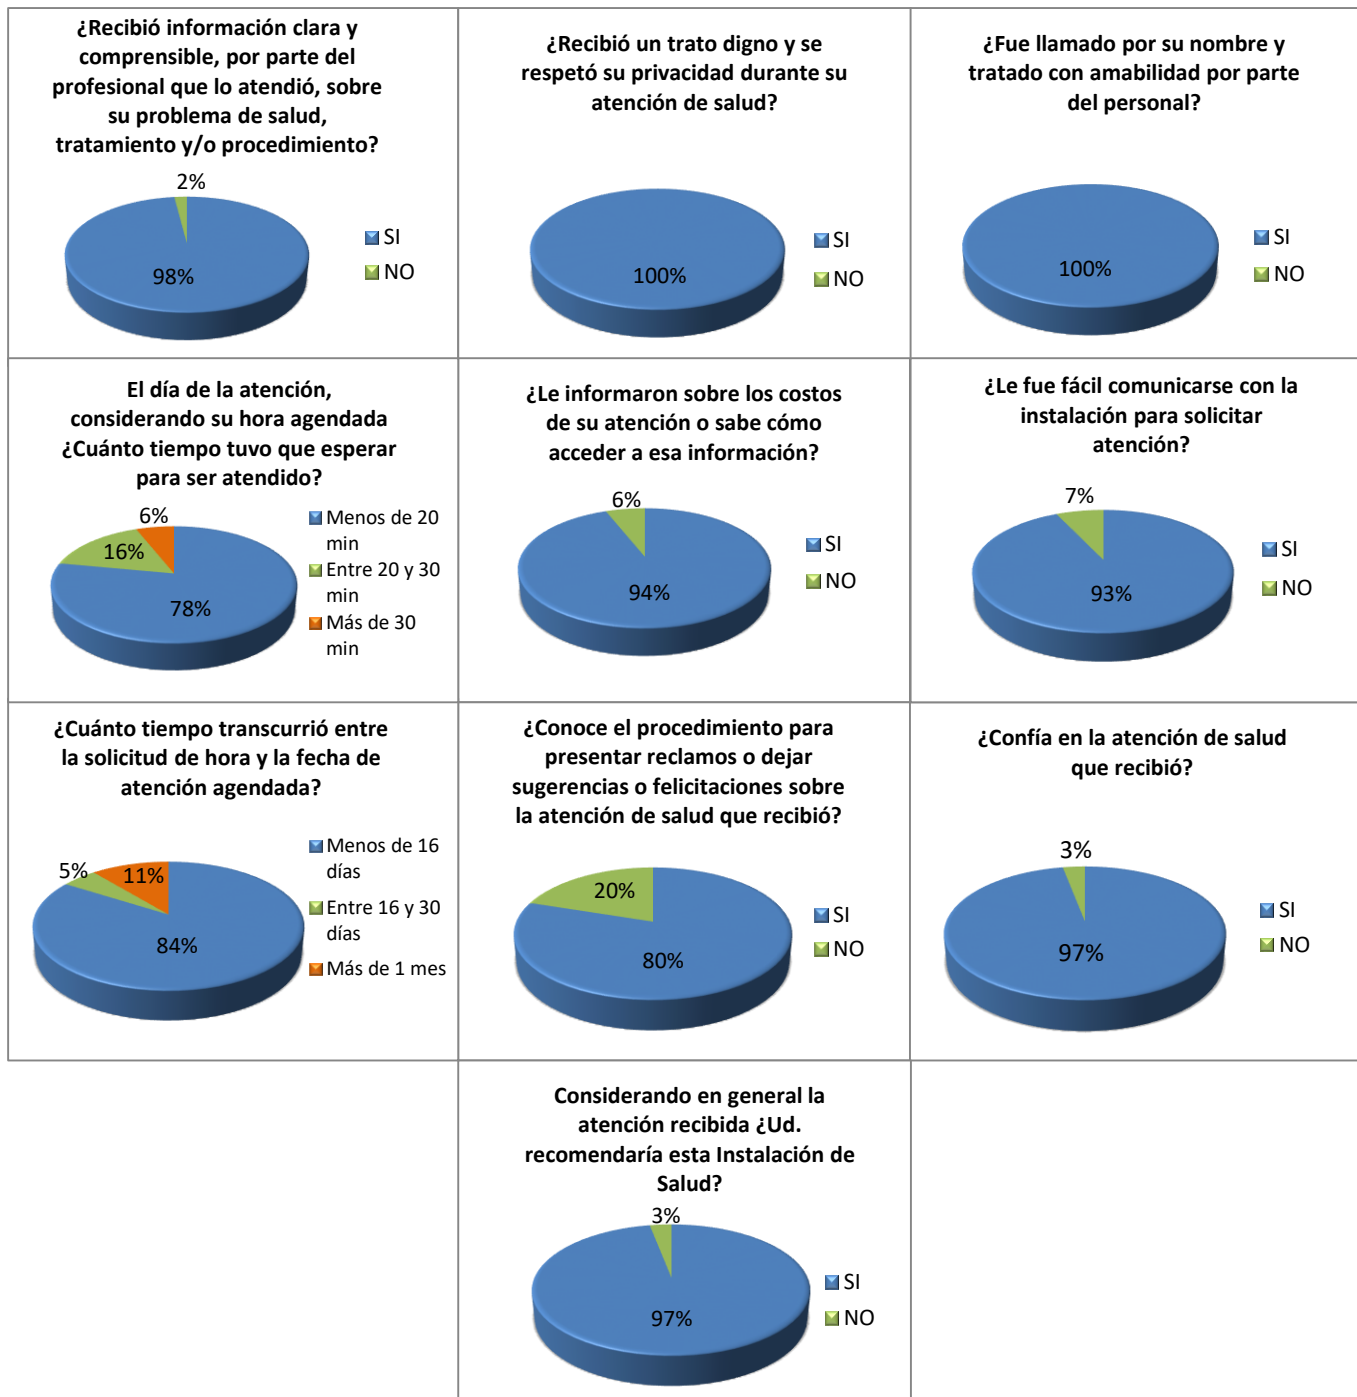 ¿Recibió información clara y
comprensible, por parte del
profesional que lo atendió, sobre
su problema de salud,
tratamiento y/o procedimiento?
2%
98%
SI
NO
¿Recibió un trato digno y se
respetó su privacidad durante su
atención de salud?
100%
SI
NO
¿Fue llamado por su nombre y
tratado con amabilidad por parte
del personal?
100%
SI
NO
El día de la atención,
considerando su hora agendada
¿Cuánto tiempo tuvo que esperar
para ser atendido?
6%
16%
78%
Menos de 20
min
Entre 20 y 30
min
Más de 30
min
¿Le informaron sobre los costos
de su atención o sabe cómo
acceder a esa información?
6%
94%
SI
NO
¿Le fue fácil comunicarse con la
instalación para solicitar
atención?
7%
93%
SI
NO
¿Cuánto tiempo transcurrió entre
la solicitud de hora y la fecha de
atención agendada?
5%
11%
84%
Menos de 16
días
Entre 16 y 30
días
Más de 1 mes
¿Conoce el procedimiento para
presentar reclamos o dejar
sugerencias o felicitaciones sobre
la atención de salud que recibió?
20%
80%
SI
NO
¿Confía en la atención de salud
que recibió?
3%
97%
SI
NO
Considerando en general la
atención recibida ¿Ud.
recomendaría esta Instalación de
Salud?
3%
97%
SI
NO